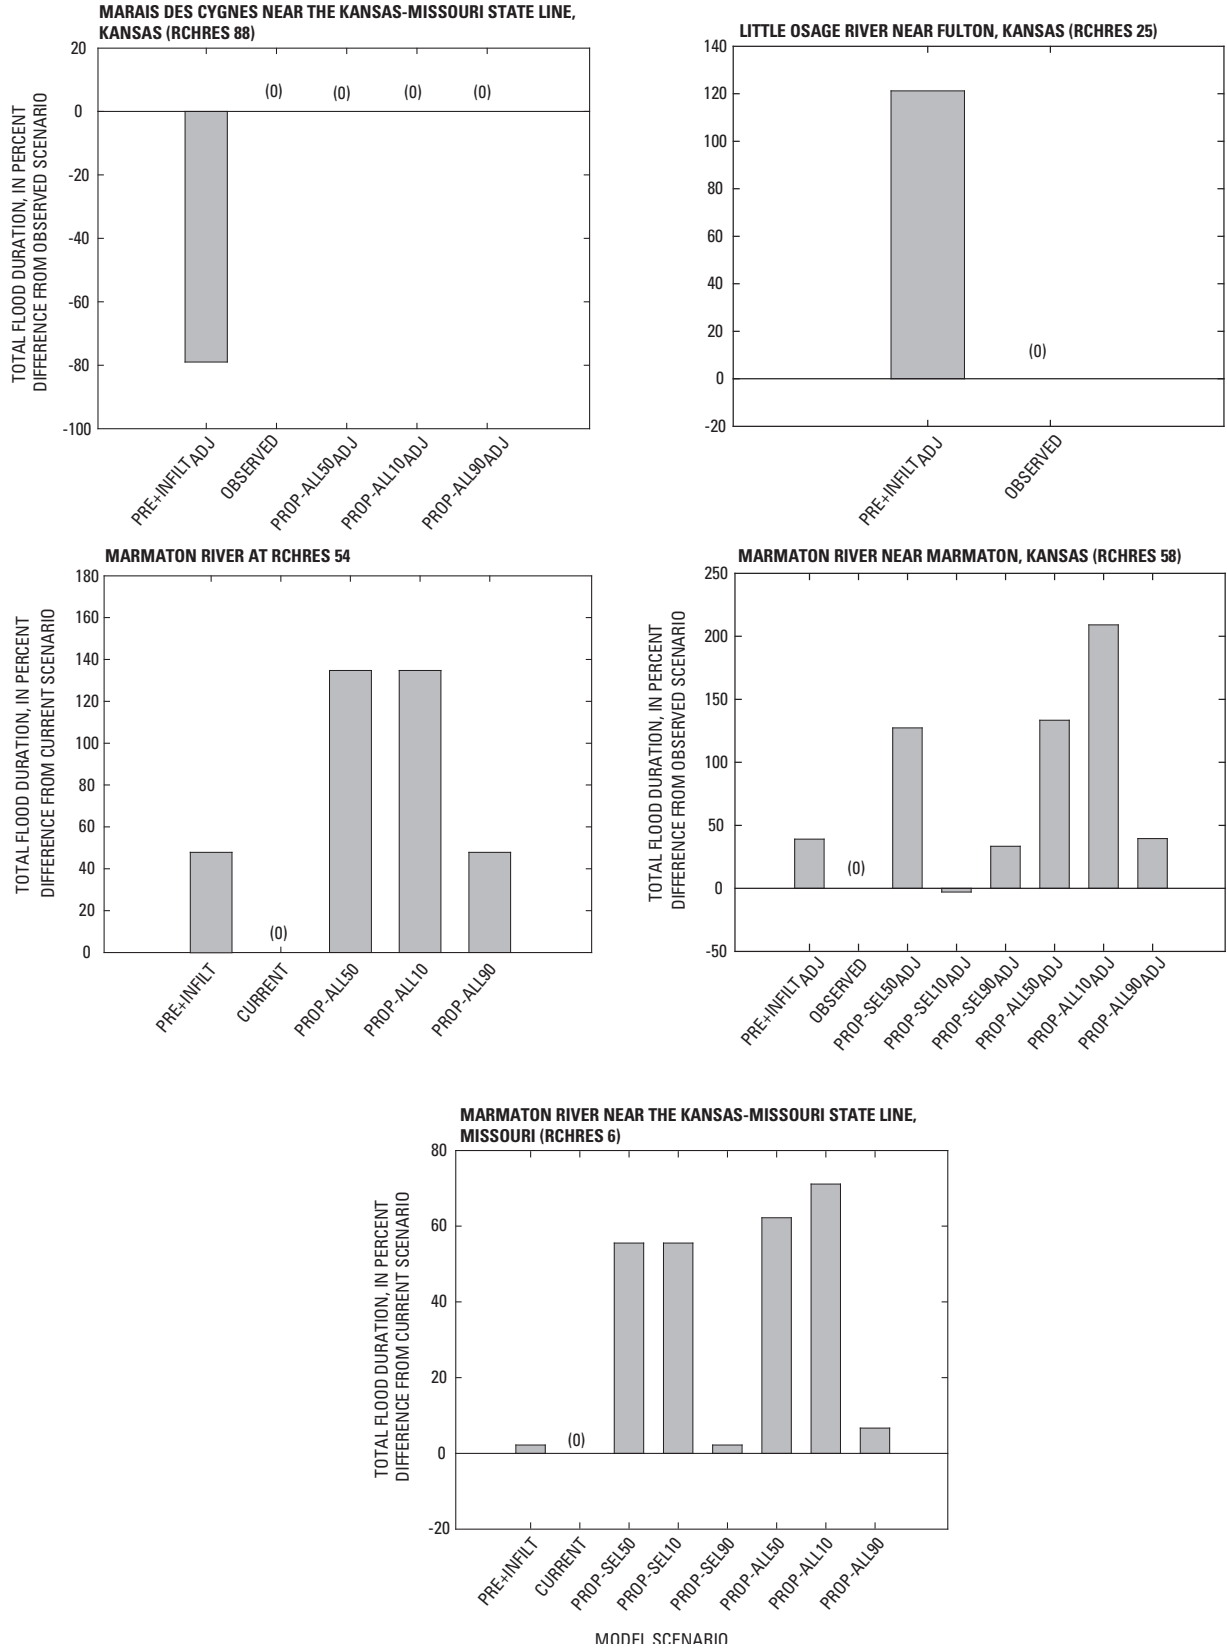 MARAIS DES CYGNES NEAR THE KANSAS-MISSOURI STATE LINE,
KANSAS (RCHRES 88)
TOTAL FLOOD DURATION, IN PERCENT
DIFFERENCE FROM OBSERVED SCENARIO
20
0
-20
-40
-60
-80
-100
(0)
(0)
(0)
(0)
PRE+INFILTADJ
OBSERVED
PROP-ALL50ADJ
PROP-ALL10ADJ
PROP-ALL90ADJ
LITTLE OSAGE RIVER NEAR FULTON, KANSAS (RCHRES 25)
140
120
100
80
60
40
20
0
-20
(0)
PRE+INFILTADJ
OBSERVED
MARMATON RIVER AT RCHRES 54
TOTAL FLOOD DURATION, IN PERCENT
DIFFERENCE FROM CURRENT SCENARIO
180
160
140
120
100
80
60
40
20
0
(0)
PRE+INFILT
CURRENT
PROP-ALL50
PROP-ALL10
PROP-ALL90
MARMATON RIVER NEAR MARMATON, KANSAS (RCHRES 58)
TOTAL FLOOD DURATION, IN PERCENT
DIFFERENCE FROM OBSERVED SCENARIO
250
200
150
100
50
0
-50
(0)
PRE+INFILTADJ
OBSERVED
PROP-SEL50ADJ
PROP-SEL10ADJ
PROP-SEL90ADJ
PROP-ALL50ADJ
PROP-ALL10ADJ
PROP-ALL90ADJ
MARMATON RIVER NEAR THE KANSAS-MISSOURI STATE LINE,
MISSOURI (RCHRES 6)
TOTAL FLOOD DURATION, IN PERCENT
DIFFERENCE FROM CURRENT SCENARIO
80
60
40
20
0
-20
(0)
PRE+INFILT
CURRENT
PROP-SEL50
PROP-SEL10
PROP-SEL90
PROP-ALL50
PROP-ALL10
PROP-ALL90
MODEL SCENARIO